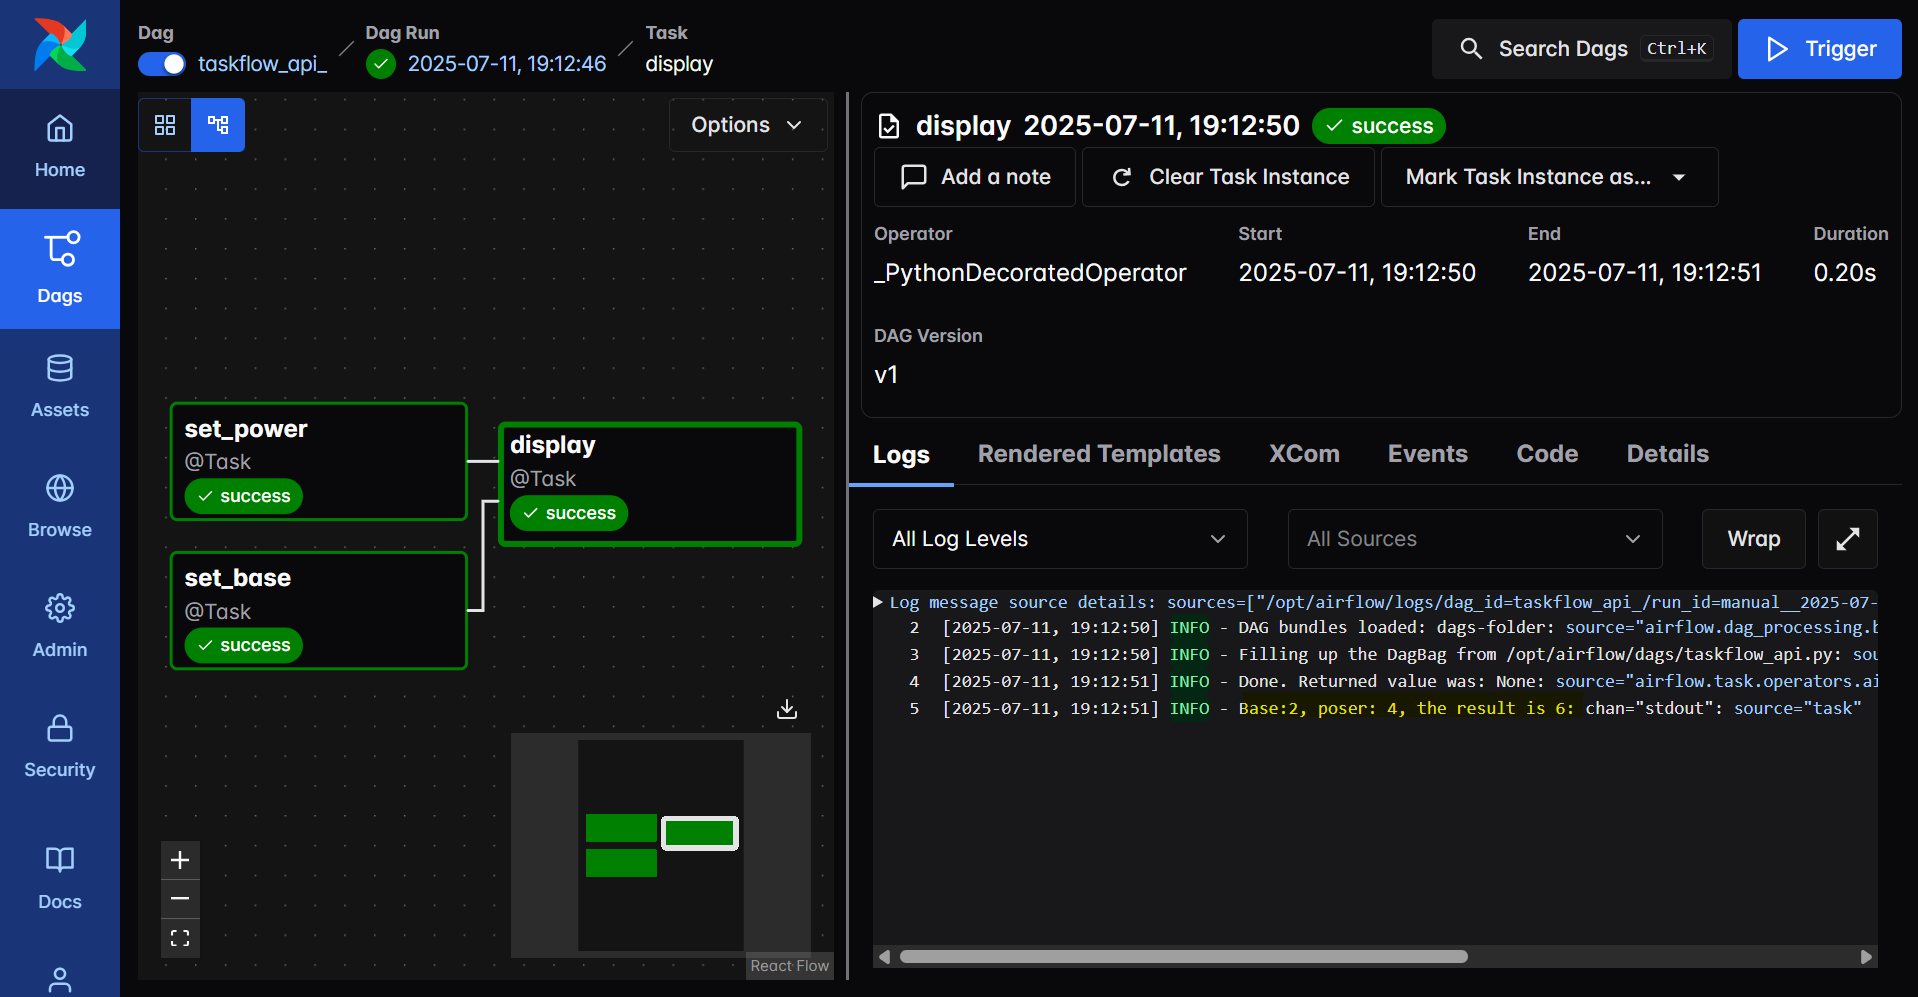 Dag
taskflow_api_
Dag Run
2025-07-11, 19:12:46
Task
display
Search Dags Ctrl+K
Trigger
Home
Dags
Assets
Browse
Admin
Security
Docs
Options
set_power
@Task
success
display
@Task
success
set_base
@Task
success
React Flow
display 2025-07-11, 19:12:50 success
Add a note
Clear Task Instance
Mark Task Instance as...
Operator Start End Duration
_PythonDecoratedOperator 2025-07-11, 19:12:50 2025-07-11, 19:12:51 0.20s
DAG Version
v1
Logs Rendered Templates XCom Events Code Details
All Log Levels All Sources Wrap
Log message source details: sources=["/opt/airflow/logs/dag_id=taskflow_api_/run_id=manual__2025-07-
2 [2025-07-11, 19:12:50] INFO - DAG bundles loaded: dags-folder: source="airflow.dag_processing.b
3 [2025-07-11, 19:12:50] INFO - Filling up the DagBag from /opt/airflow/dags/taskflow_api.py: sou
4 [2025-07-11, 19:12:51] INFO - Done. Returned value was: None: source="airflow.task.operators.ai
5 [2025-07-11, 19:12:51] INFO - Base:2, poser: 4, the result is 6: chan="stdout": source="task"